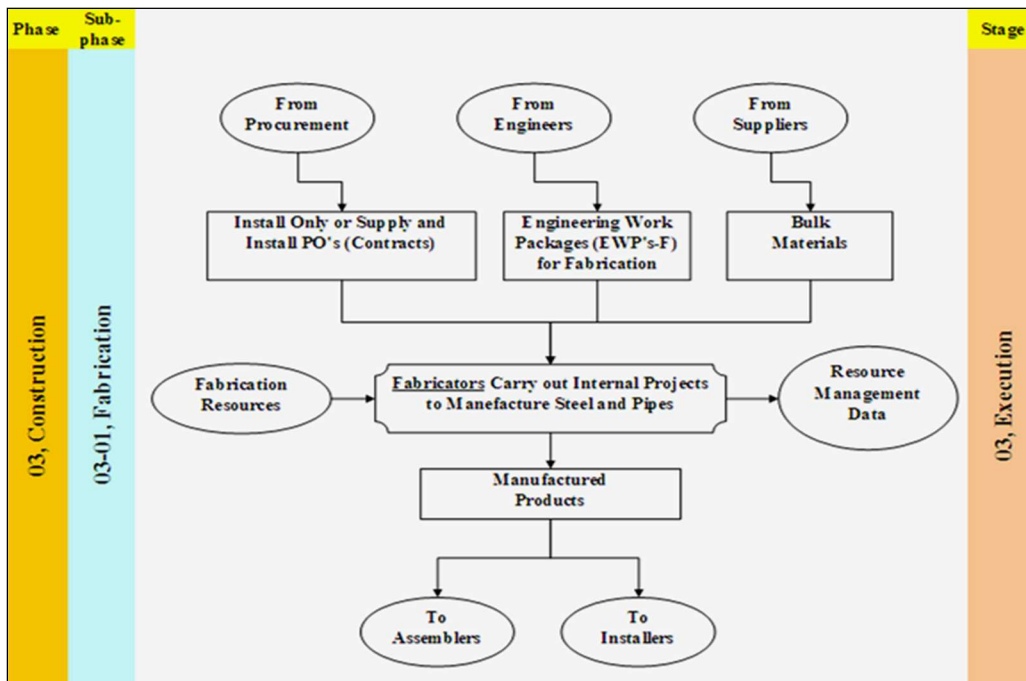 Phase
Sub-
phase
Stage
From
Procurement
From
Engineers
From
Suppliers
Install Only or Supply and
Install PO's (Contracts)
Engineering Work
Packages (EWP's-F)
for Fabrication
Bulk
Materials
03, Construction
03-01, Fabrication
Fabrication
Resources
Fabricators Carry out Internal Projects
to Manefacture Steel and Pipes
Resource
Management
Data
03, Execution
Manufactured
Products
To
Assemblers
To
Installers